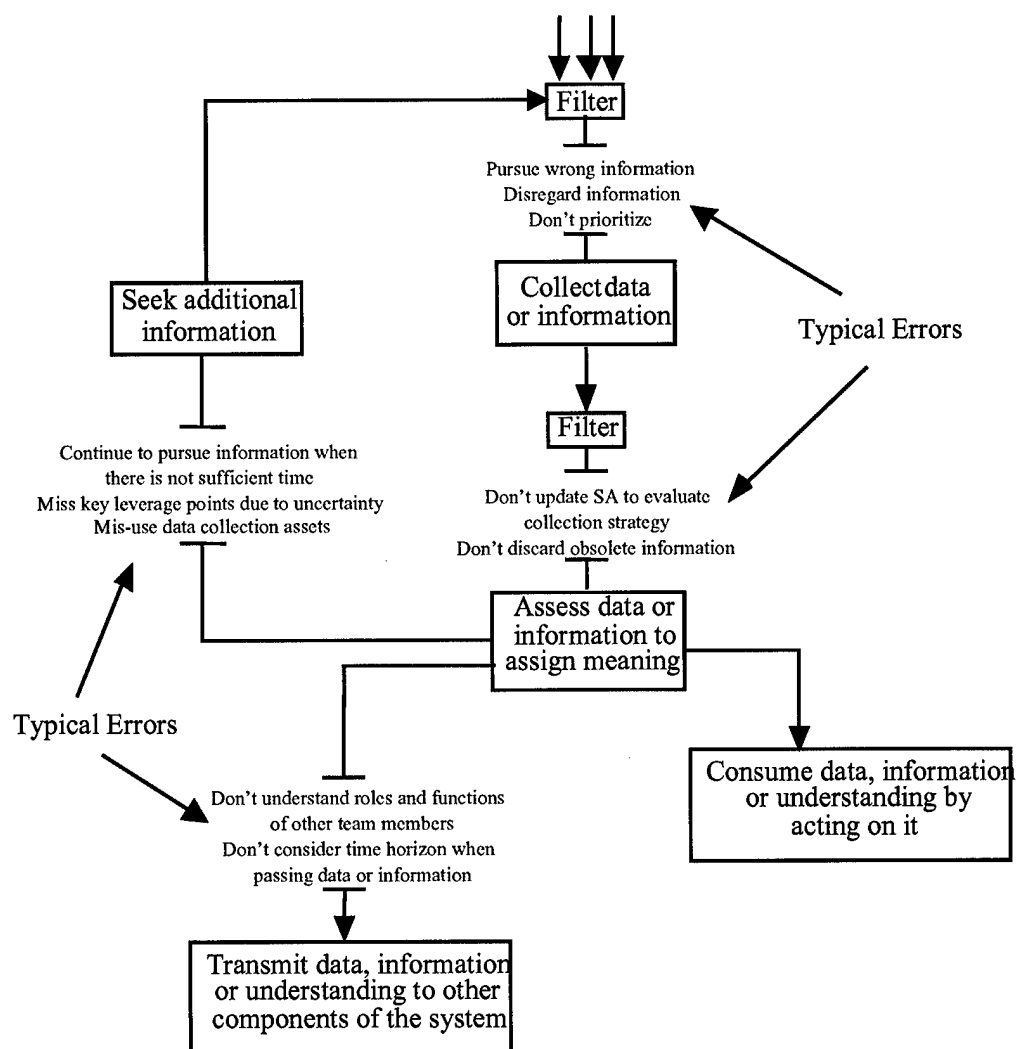 Filter
Pursue wrong information
Disregard information
Don't prioritize
Seek additional
information
Collect data
or information
Typical Errors
Filter
Continue to pursue information when
there is not sufficient time
Miss key leverage points due to uncertainty
Mis-use data collection assets
Don't update SA to evaluate
collection strategy
Don't discard obsolete information
Assess data or
information to
assign meaning
Typical Errors
Consume data, information
or understanding by
acting on it
Don't understand roles and functions
of other team members
Don't consider time horizon when
passing data or information
Transmit data, information
or understanding to other
components of the system